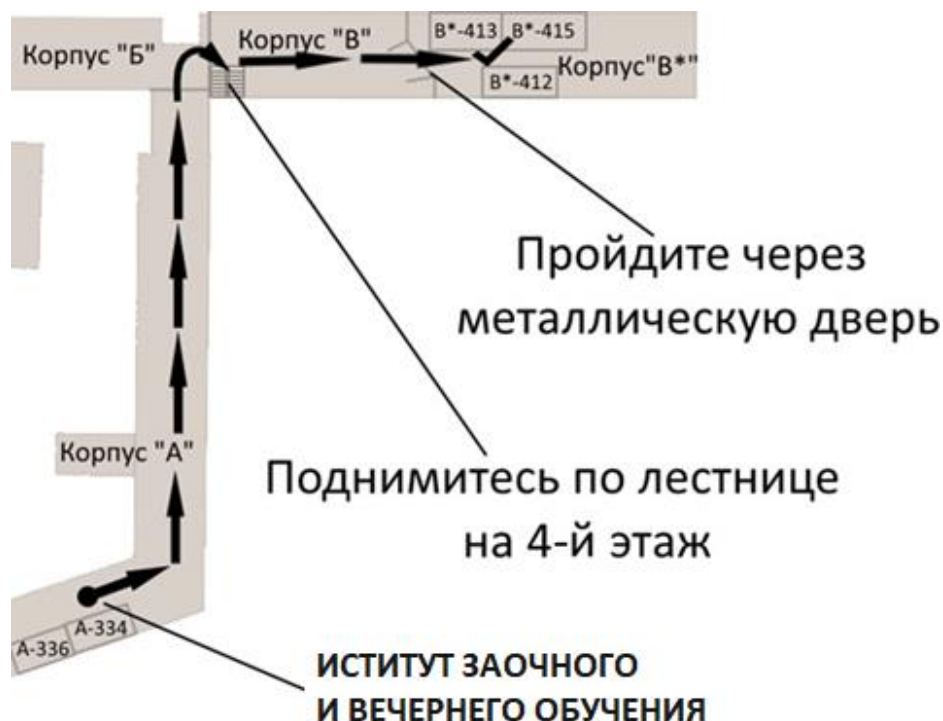 Корпус "Б"
Корпус "В"
В*-413
В*-415
Корпус"В*"
В*-412
Пройдите через
металлическую дверь
Корпус "А"
Поднимитесь по лестнице
на 4-й этаж
А-334
А-336
ИСТИТУТ ЗАОЧНОГО
И ВЕЧЕРНЕГО ОБУЧЕНИЯ